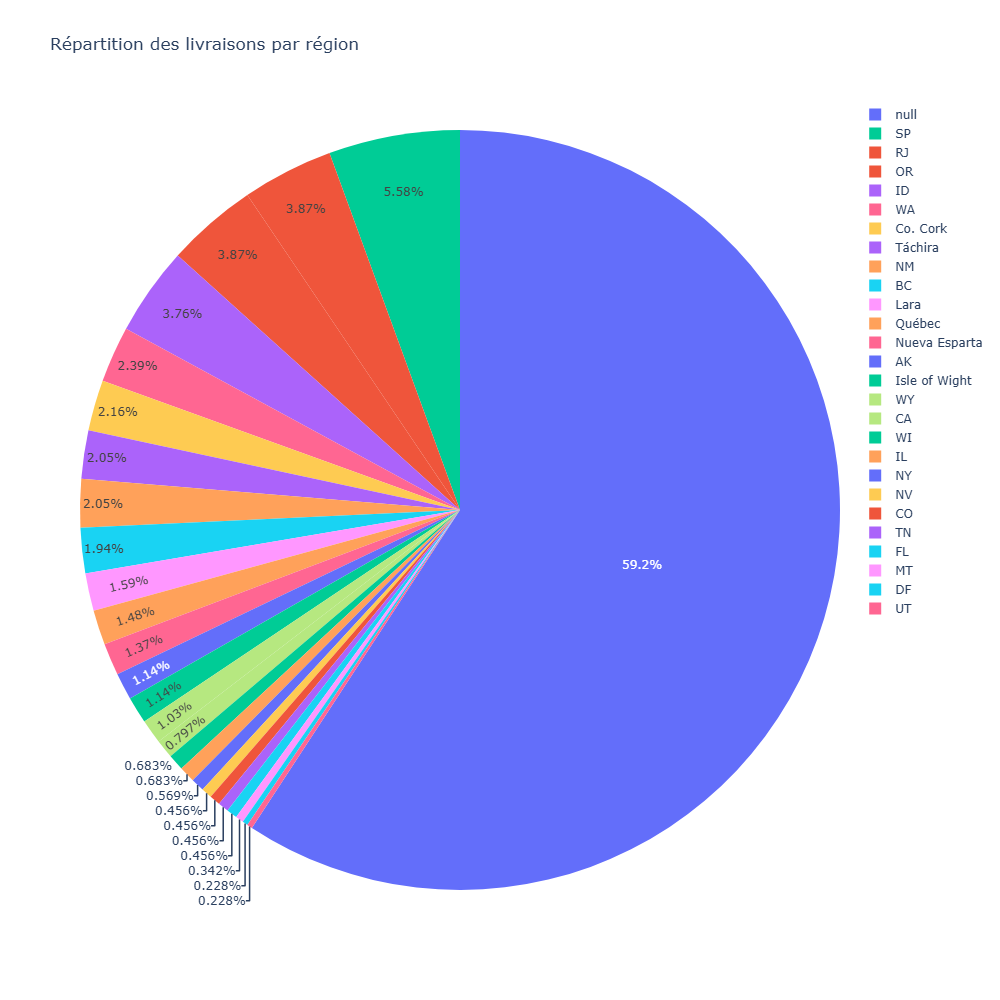 Répartition des livraisons par région
null
SP
RJ
OR
ID
WA
Co. Cork
Táchira
NM
BC
Lara
Québec
Nueva Esparta
AK
Isle of Wight
WY
CA
WI
IL
NY
NV
CO
TN
FL
MT
DF
UT
5.58%
3.87%
3.87%
3.76%
2.39%
2.16%
2.05%
2.05%
1.94%
1.59%
1.48%
1.37%
1.14%
1.14%
1.03%
0.797%
0.683%
0.683%
0.569%
0.456%
0.456%
0.456%
0.456%
0.342%
0.228%
0.228%
59.2%